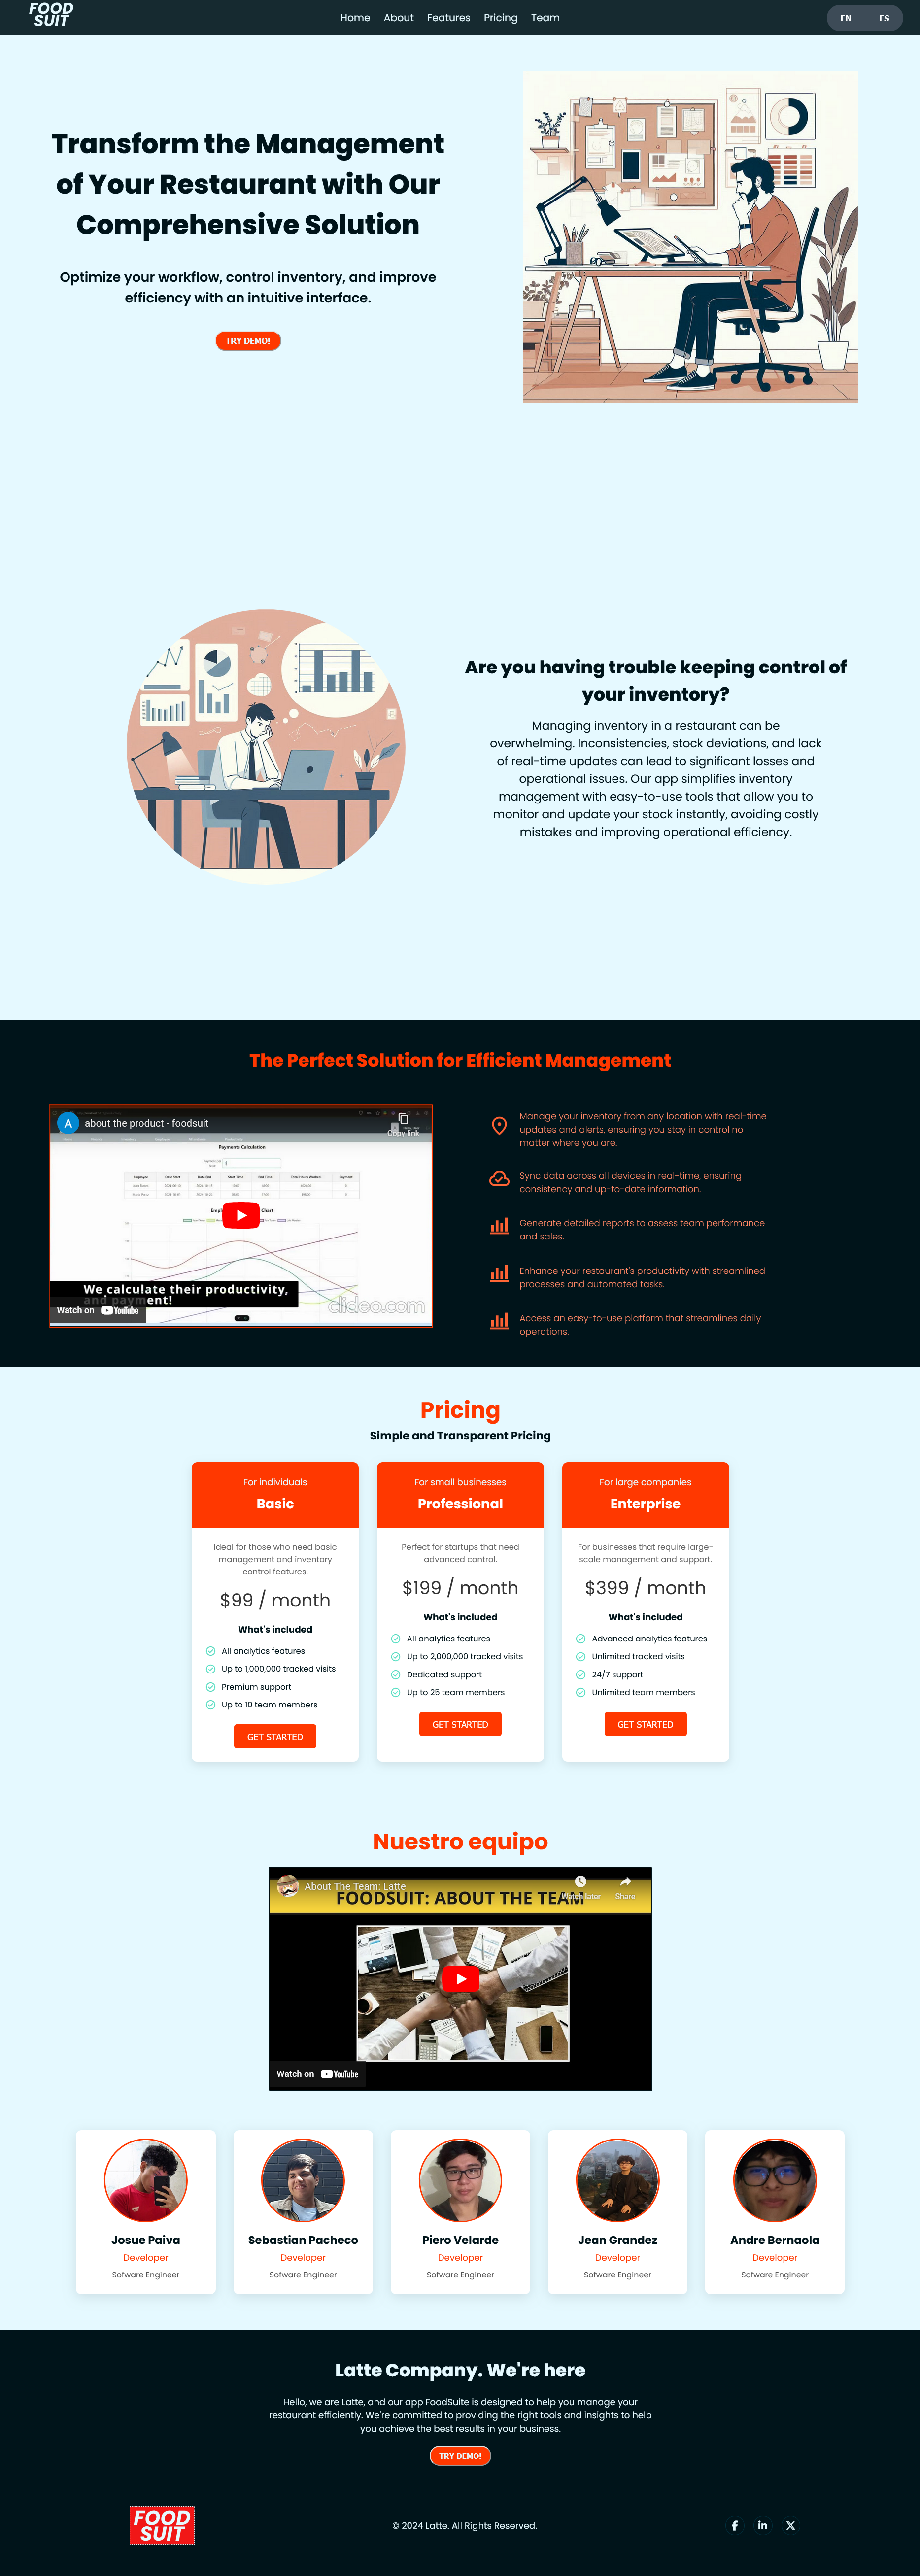 FOOD
SUIT
Home About Features Pricing Team
EN ES
Transform the Management
of Your Restaurant with Our
Comprehensive Solution
Optimize your workflow, control inventory, and improve
efficiency with an intuitive interface.
TRY DEMO!
Are you having trouble keeping control of
your inventory?
Managing inventory in a restaurant can be
overwhelming. Inconsistencies, stock deviations, and lack
of real-time updates can lead to significant losses and
operational issues. Our app simplifies inventory
management with easy-to-use tools that allow you to
monitor and update your stock instantly, avoiding costly
mistakes and improving operational efficiency.
The Perfect Solution for Efficient Management
A about the product - foodsuit
Copy link
Payments Calculation
We calculate their productivity,
and payment!
Watch on YouTube
clideo.com
Manage your inventory from any location with real-time
updates and alerts, ensuring you stay in control no
matter where you are.
Sync data across all devices in real-time, ensuring
consistency and up-to-date information.
Generate detailed reports to assess team performance
and sales.
Enhance your restaurant's productivity with streamlined
processes and automated tasks.
Access an easy-to-use platform that streamlines daily
operations.
Pricing
Simple and Transparent Pricing
For individuals
Basic
Ideal for those who need basic
management and inventory
control features.
$99 / month
What's included
All analytics features
Up to 1,000,000 tracked visits
Premium support
Up to 10 team members
GET STARTED
For small businesses
Professional
Perfect for startups that need
advanced control.
$199 / month
What's included
All analytics features
Up to 2,000,000 tracked visits
Dedicated support
Up to 25 team members
GET STARTED
For large companies
Enterprise
For businesses that require large-
scale management and support.
$399 / month
What's included
Advanced analytics features
Unlimited tracked visits
24/7 support
Unlimited team members
GET STARTED
Nuestro equipo
About The Team: Latte
Watch later Share
FOODSUIT: ABOUT THE TEAM
Watch on YouTube
Josue Paiva
Developer
Sofware Engineer
Sebastian Pacheco
Developer
Sofware Engineer
Piero Velarde
Developer
Sofware Engineer
Jean Grandez
Developer
Sofware Engineer
Andre Bernaola
Developer
Sofware Engineer
Latte Company. We're here
Hello, we are Latte, and our app FoodSuite is designed to help you manage your
restaurant efficiently. We're committed to providing the right tools and insights to help
you achieve the best results in your business.
TRY DEMO!
FOOD
SUIT
© 2024 Latte. All Rights Reserved.